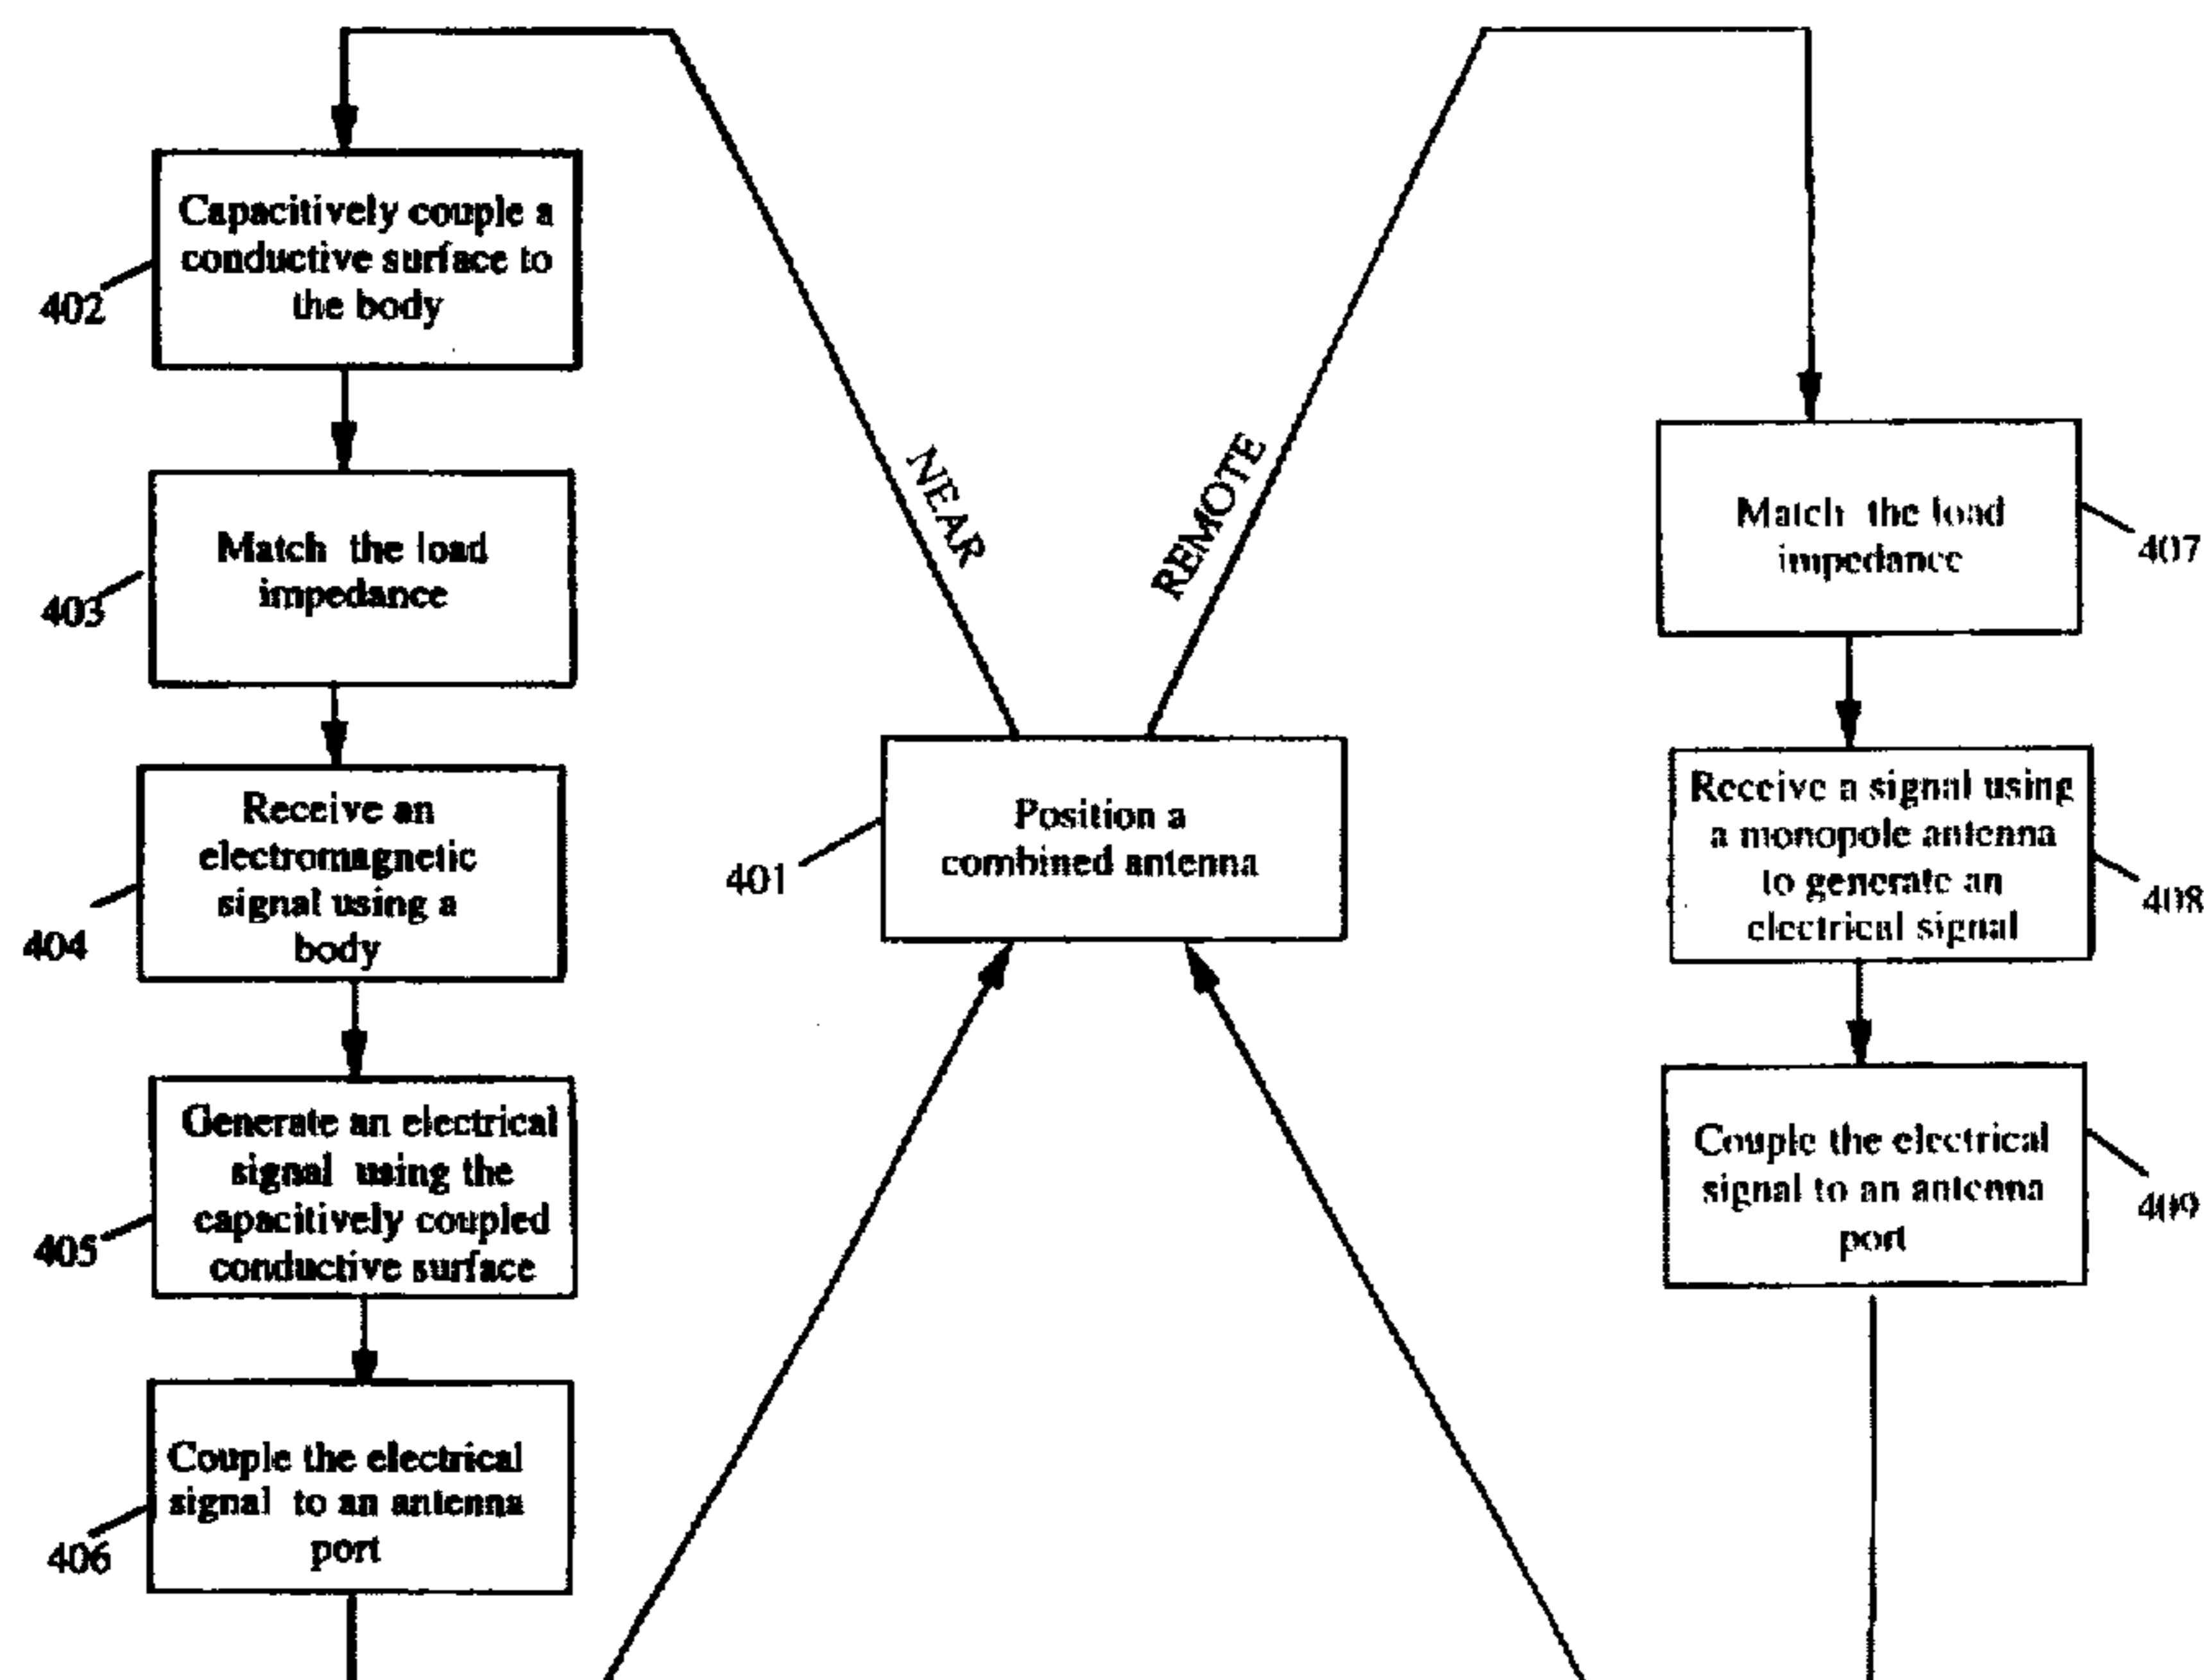 Capacitively couple a
conductive surface to
the body
402
Match the load
impedance
403
Receive an
electromagnetic
signal using a
body
404
Generate an electrical
signal using the
capacitively coupled
conductive surface
405
Couple the electrical
signal to an antenna
port
406
NEAR
REMOTE
Position a
combined antenna
401
Match the load
impedance
407
Receive a signal using
a monopole antenna
to generate an
electrical signal
408
Couple the electrical
signal to an antenna
port
409